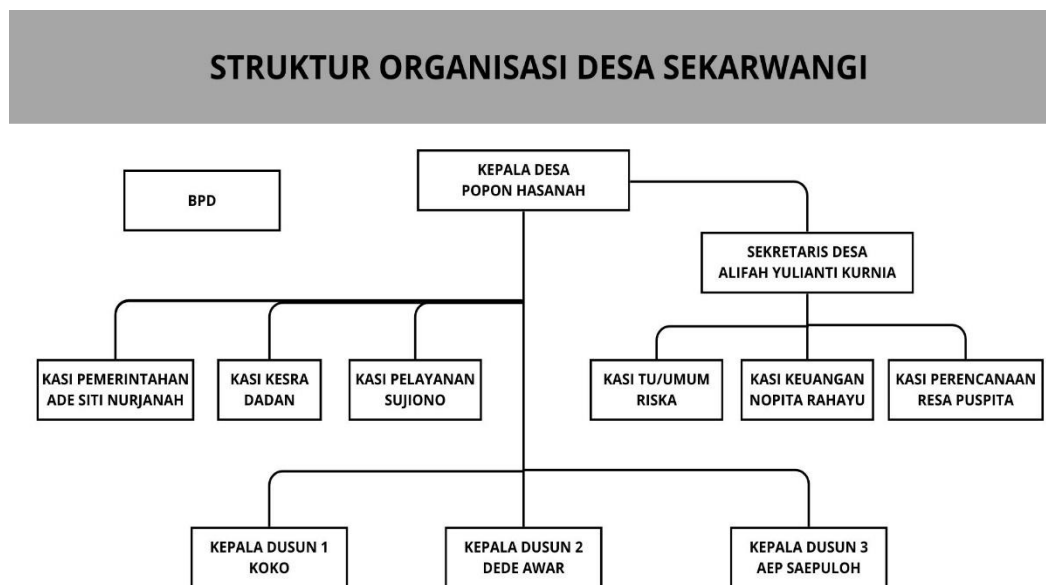 STRUKTUR ORGANISASI DESA SEKARWANGI
KEPALA DESA
POPON HASANAH
BPD
SEKRETARIS DESA
ALIFAH YULIANTI KURNIA
KASI PEMERINTAHAN
ADE SITI NURJANAH
KASI KESRA
DADAN
KASI PELAYANAN
SUJIONO
KASI TU/UMUM
RISKA
KASI KEUANGAN
NOPITA RAHAYU
KASI PERENCANAAN
RESA PUSPITA
KEPALA DUSUN 1
KOKO
KEPALA DUSUN 2
DEDE AWAR
KEPALA DUSUN 3
AEP SAEPULOH